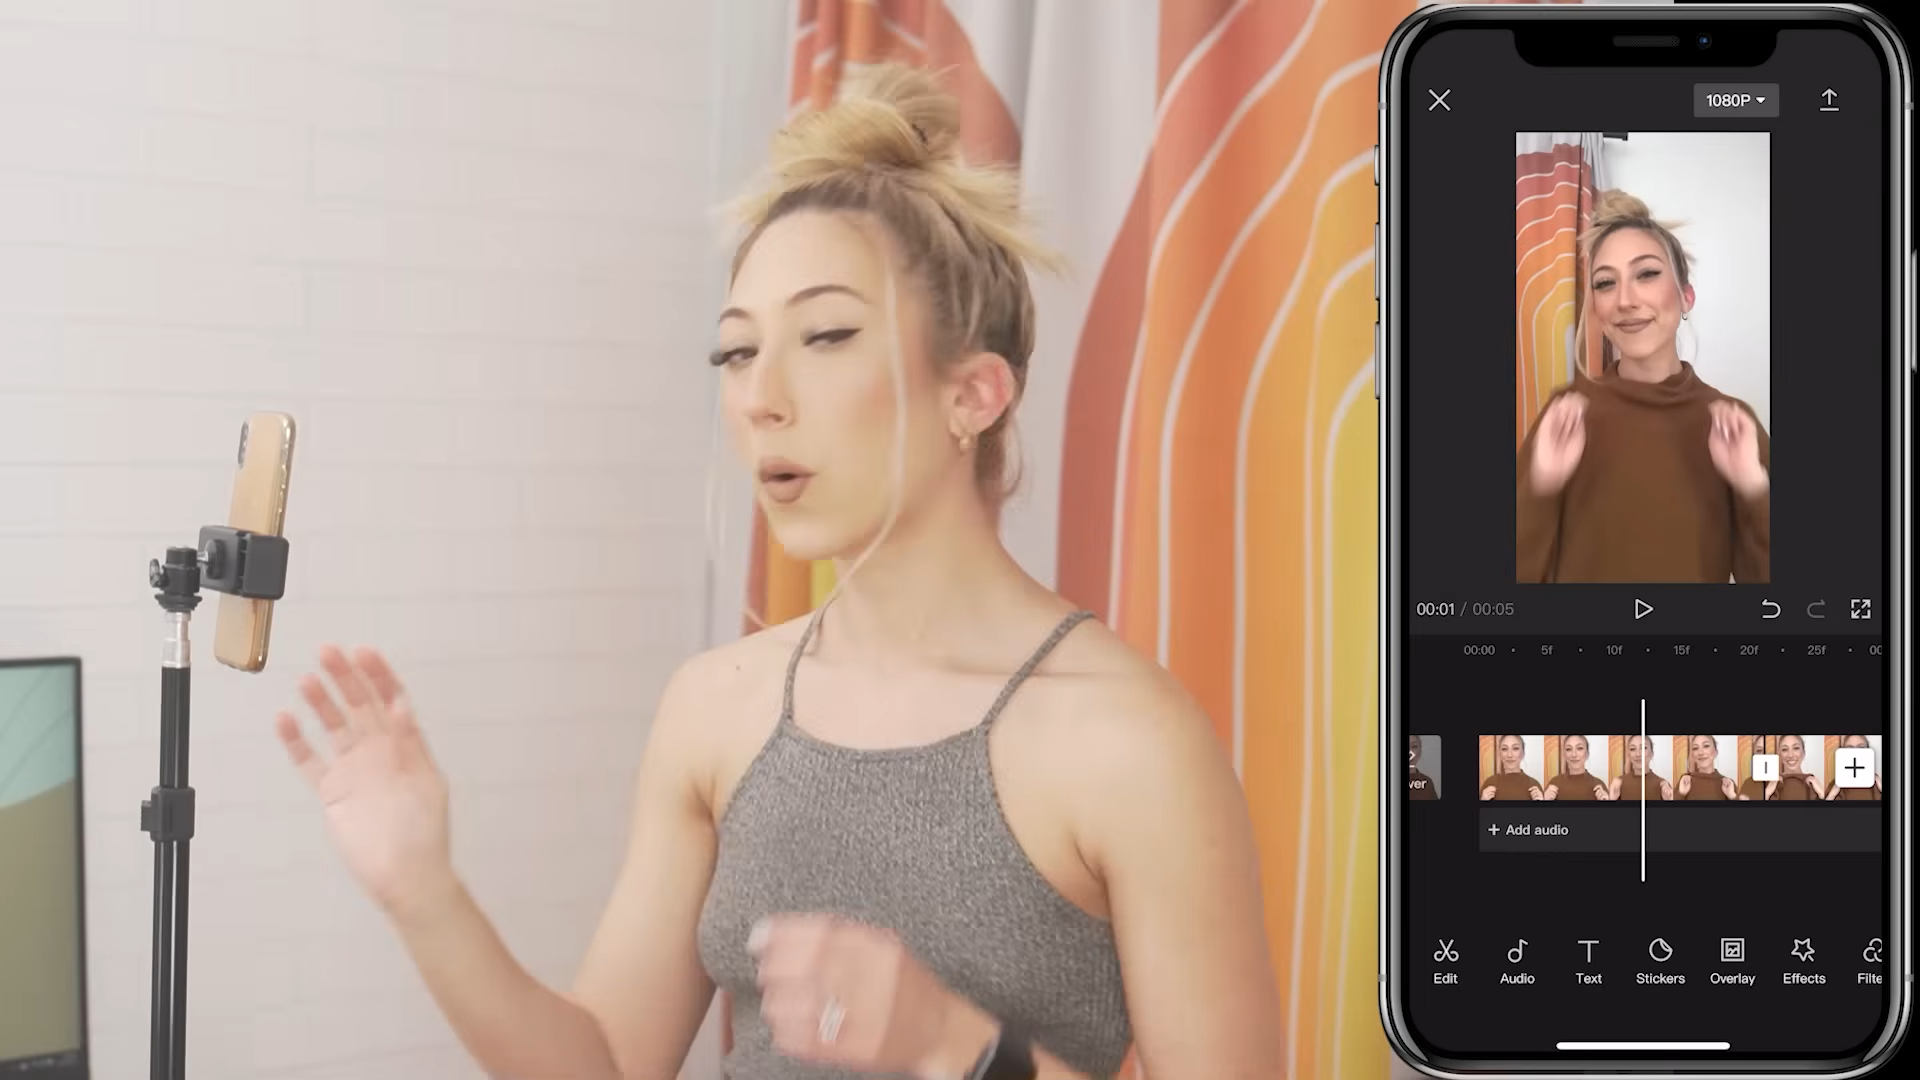 1080P
00:01 / 00:05
00:00 5f 10f 15f 20f 25f 00
ver
+ Add audio
Edit Audio Text Stickers Overlay Effects Filte